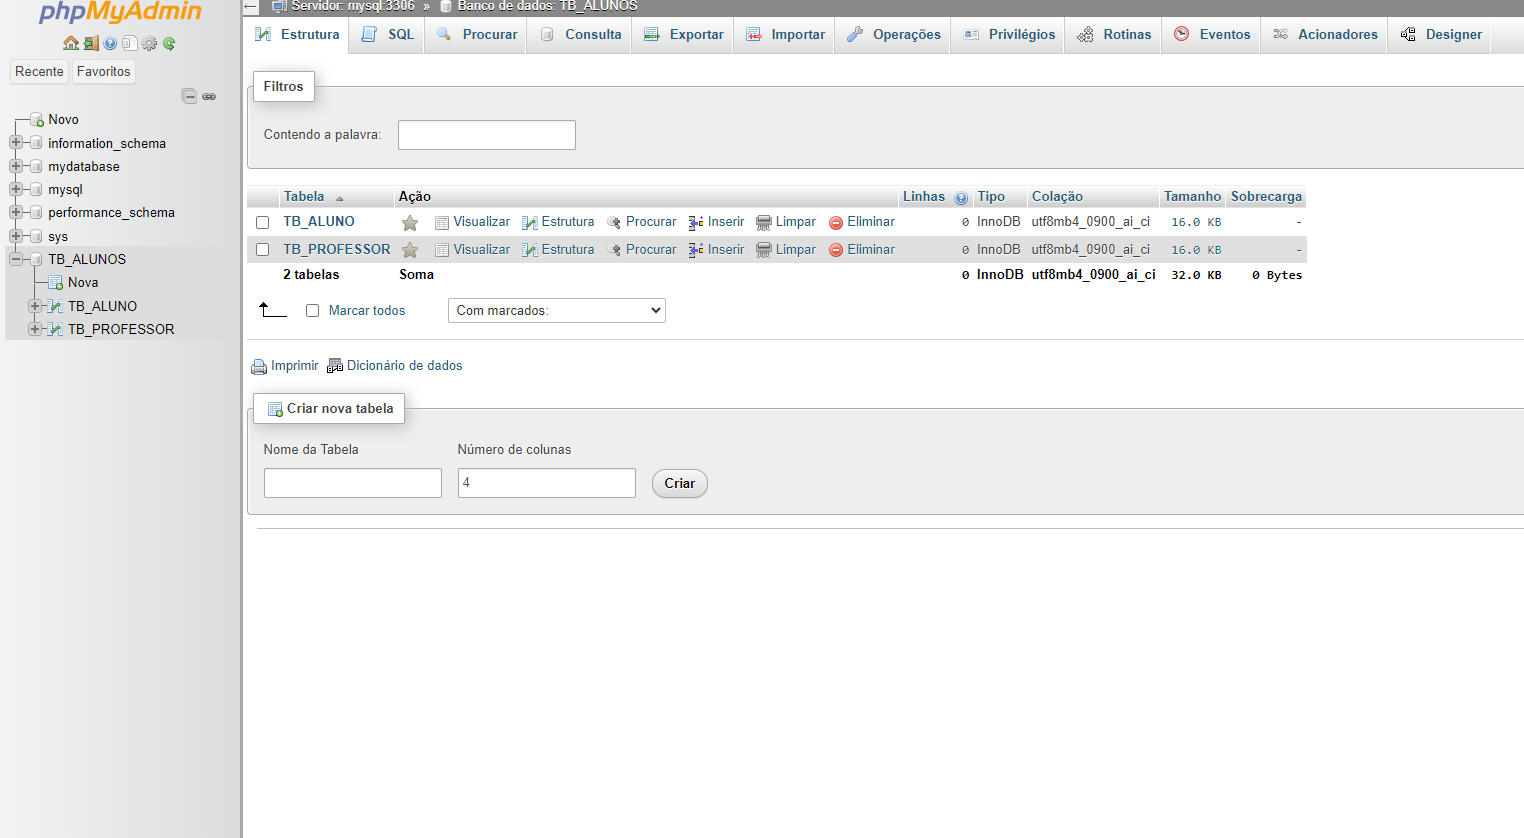 phpMyAdmin
Recente Favoritos
Novo
information_schema
mydatabase
mysql
performance_schema
sys
TB_ALUNOS
Nova
TB_ALUNO
TB_PROFESSOR
Servidor: mysql:3306 » Banco de dados: TB_ALUNOS
Estrutura SQL Procurar Consulta Exportar Importar Operações Privilégios Rotinas Eventos Acionadores Designer
Filtros
Contendo a palavra:
Tabela Ação Linhas Tipo Colação Tamanho Sobrecarga
TB_ALUNO Visualizar Estrutura Procurar Inserir Limpar Eliminar 0 InnoDB utf8mb4_0900_ai_ci 16.0 KB -
TB_PROFESSOR Visualizar Estrutura Procurar Inserir Limpar Eliminar 0 InnoDB utf8mb4_0900_ai_ci 16.0 KB -
2 tabelas Soma 0 InnoDB utf8mb4_0900_ai_ci 32.0 KB 0 Bytes
Marcar todos Com marcados:
Imprimir Dicionário de dados
Criar nova tabela
Nome da Tabela Número de colunas
4 Criar